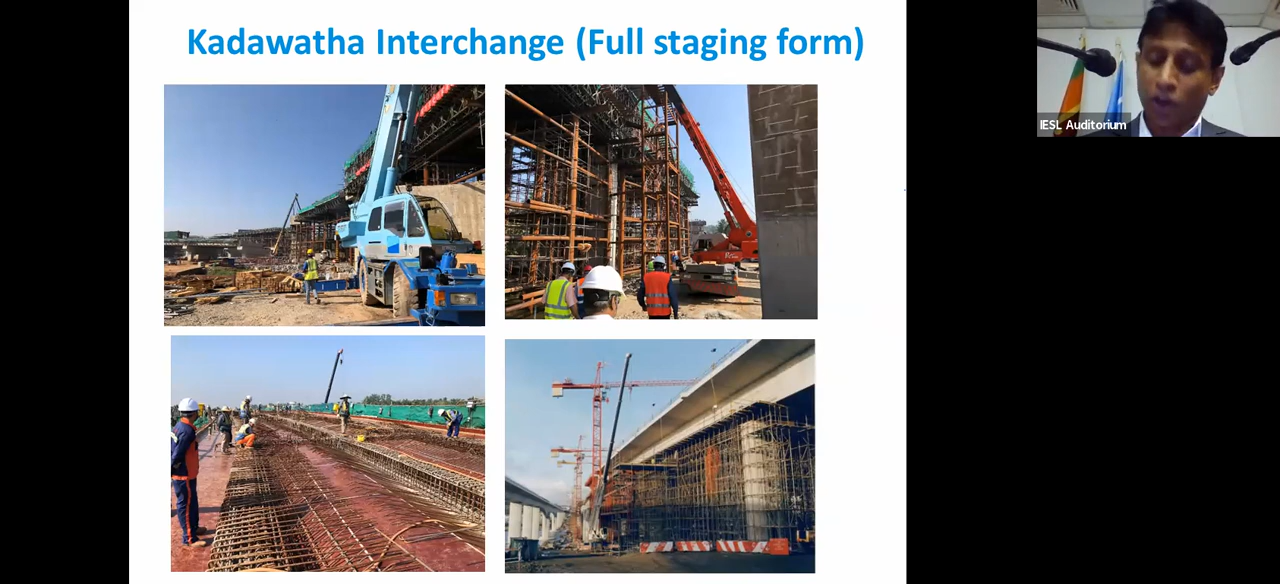 Kadawatha Interchange (Full staging form)
IESL Auditorium